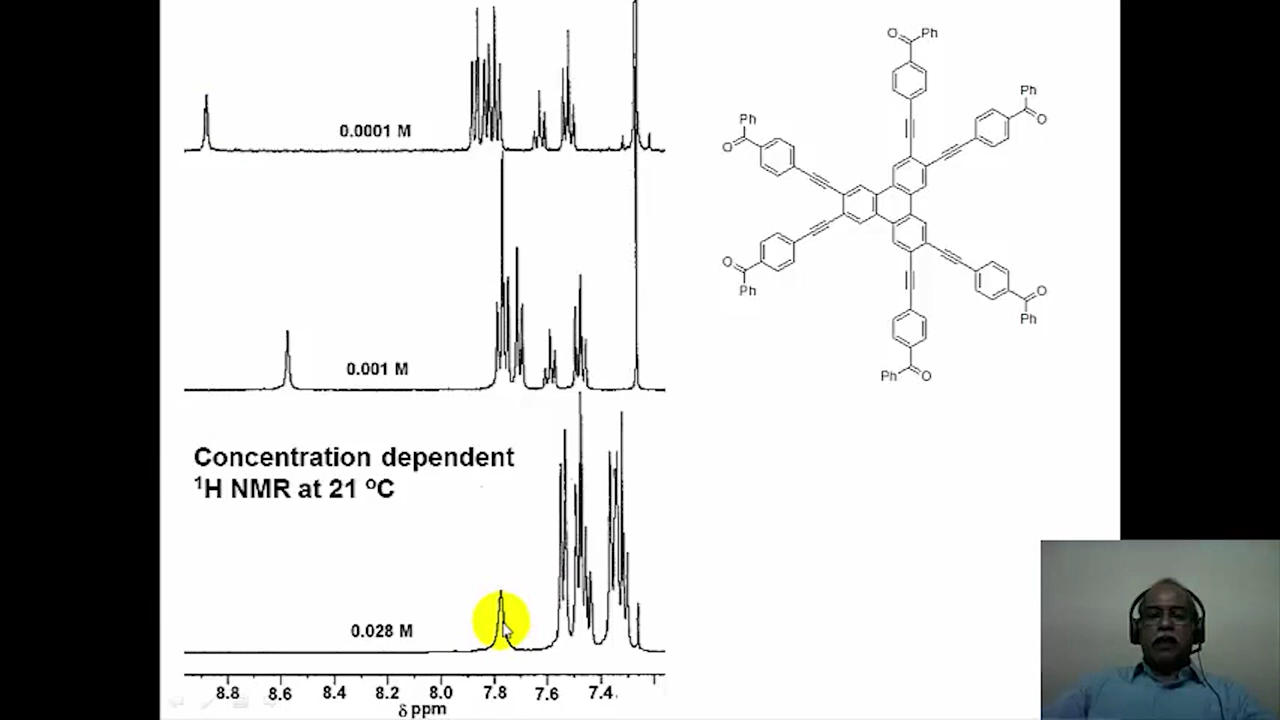 0.0001 M
0.001 M
Concentration dependent
¹H NMR at 21 ºC
0.028 M
8.8 8.6 8.4 8.2 8.0 7.8 7.6 7.4
δ ppm
O Ph
Ph
O
Ph
O
Ph
O
O
Ph
O
Ph
Ph O